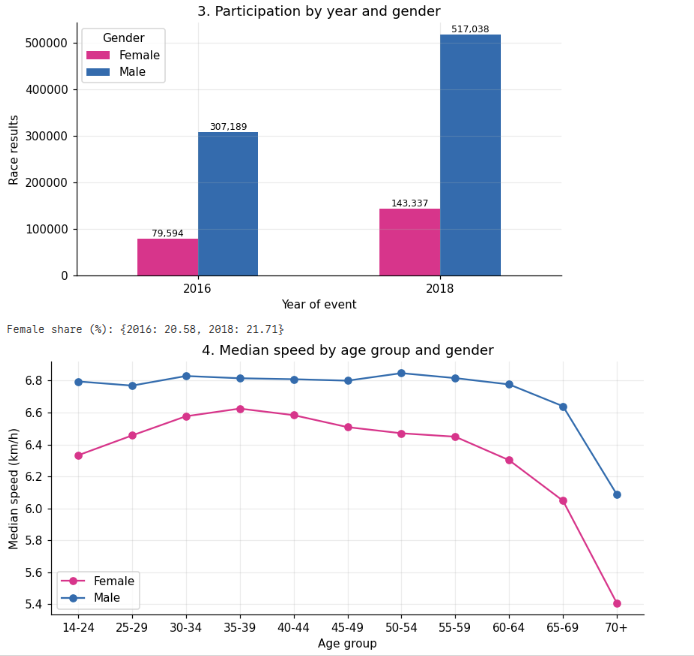 3. Participation by year and gender
Gender
Female
Male
500000
400000
300000
200000
100000
0
Race results
79,594
307,189
143,337
517,038
2016
2018
Year of event
Female share (%): {2016: 20.58, 2018: 21.71}
4. Median speed by age group and gender
6.8
6.6
6.4
6.2
6.0
5.8
5.6
5.4
Median speed (km/h)
Female
Male
14-24 25-29 30-34 35-39 40-44 45-49 50-54 55-59 60-64 65-69 70+
Age group